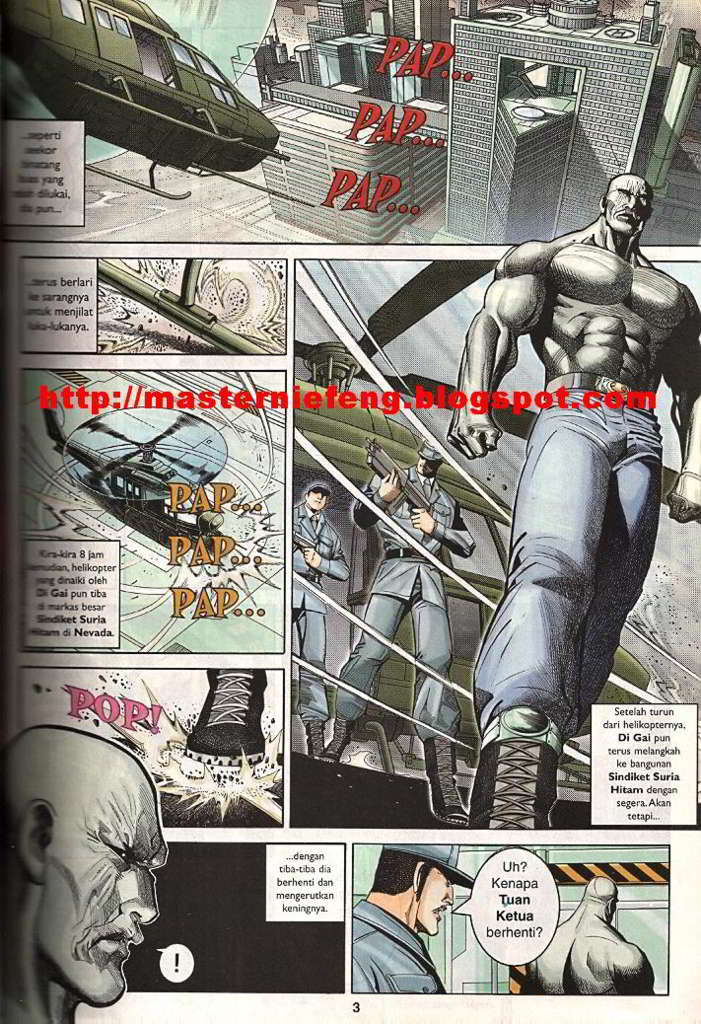 PAP...
PAP...
PAP...
...seperti
seekor
binatang
buas yang
telah dilukai,
dia pun...
...terus berlari
ke sarangnya
untuk menjilat
luka-lukanya.
http://masterniefeng.blogspot.com
PAP...
PAP...
PAP...
Kira-kira 8 jam
kemudian, helikopter
yang dinaiki oleh
Di Gai pun tiba
di markas besar
Sindiket Suria
Hitam di Nevada.
Setelah turun
dari helikopternya,
Di Gai pun
terus melangkah
ke bangunan
Sindiket Suria
Hitam dengan
segera. Akan
tetapi...
POP!
...dengan
tiba-tiba dia
berhenti dan
mengerutkan
keningnya.
!
Uh?
Kenapa
Tuan
Ketua
berhenti?
3